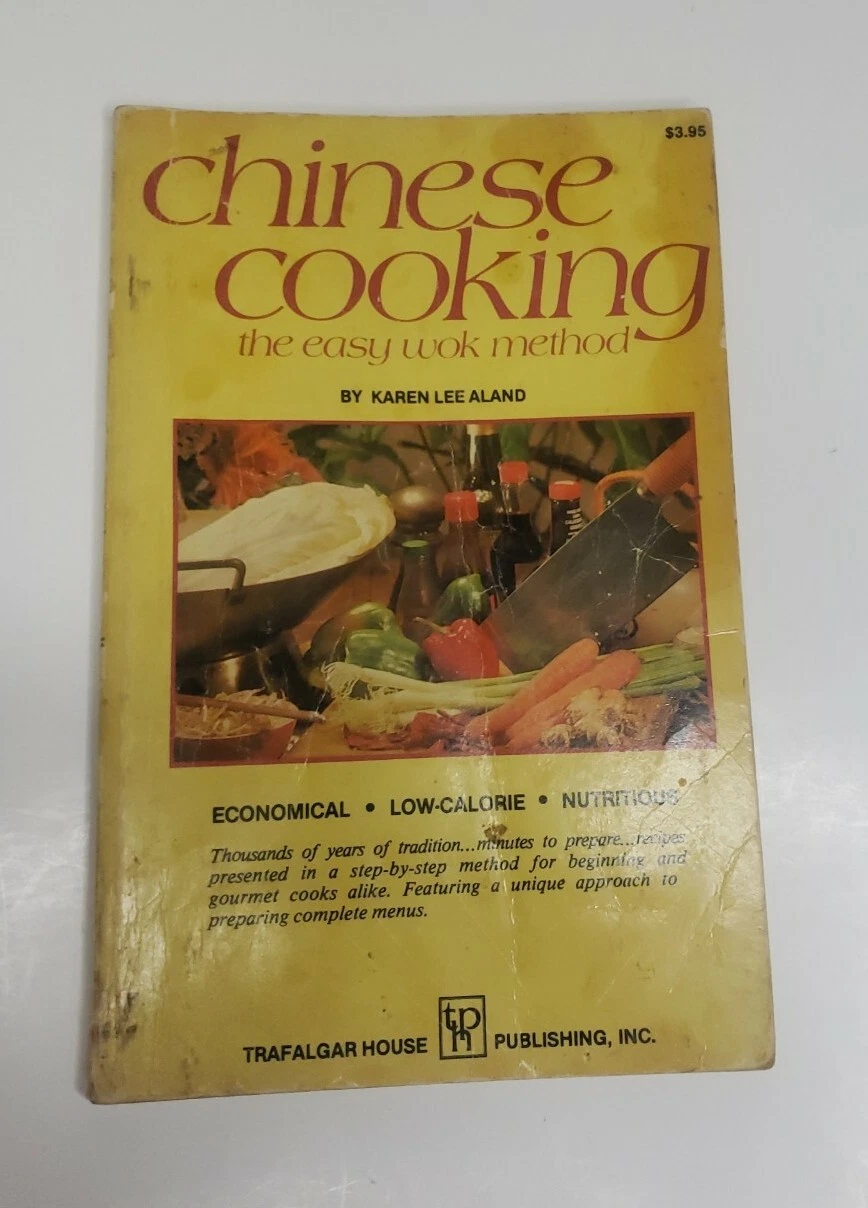 $3.95
chinese
cooking
the easy wok method
BY KAREN LEE ALAND
ECONOMICAL • LOW-CALORIE • NUTRITIOUS
Thousands of years of tradition...minutes to prepare...recipes
presented in a step-by-step method for beginning and
gourmet cooks alike. Featuring a unique approach to
preparing complete menus.
TRAFALGAR HOUSE tph PUBLISHING, INC.